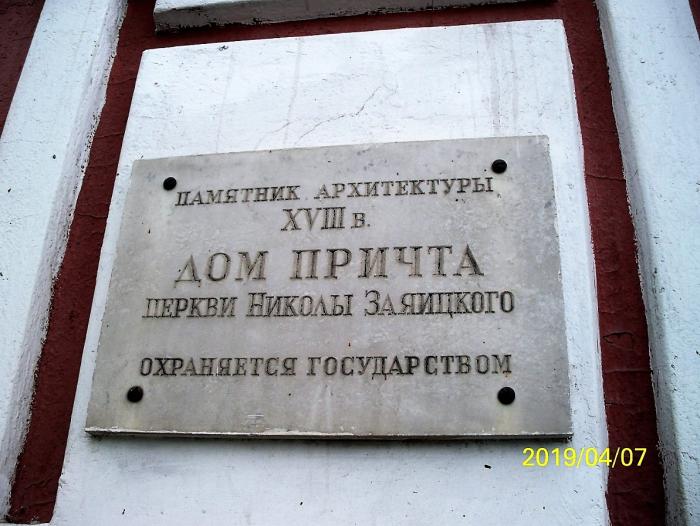 ПАМЯТНИК АРХИТЕКТУРЫ
XVIII В.
ДОМ ПРИЧТА
ЦЕРКВИ НИКОЛЫ ЗАЯИЦКОГО
ОХРАНЯЕТСЯ ГОСУДАРСТВОМ
2019/04/07